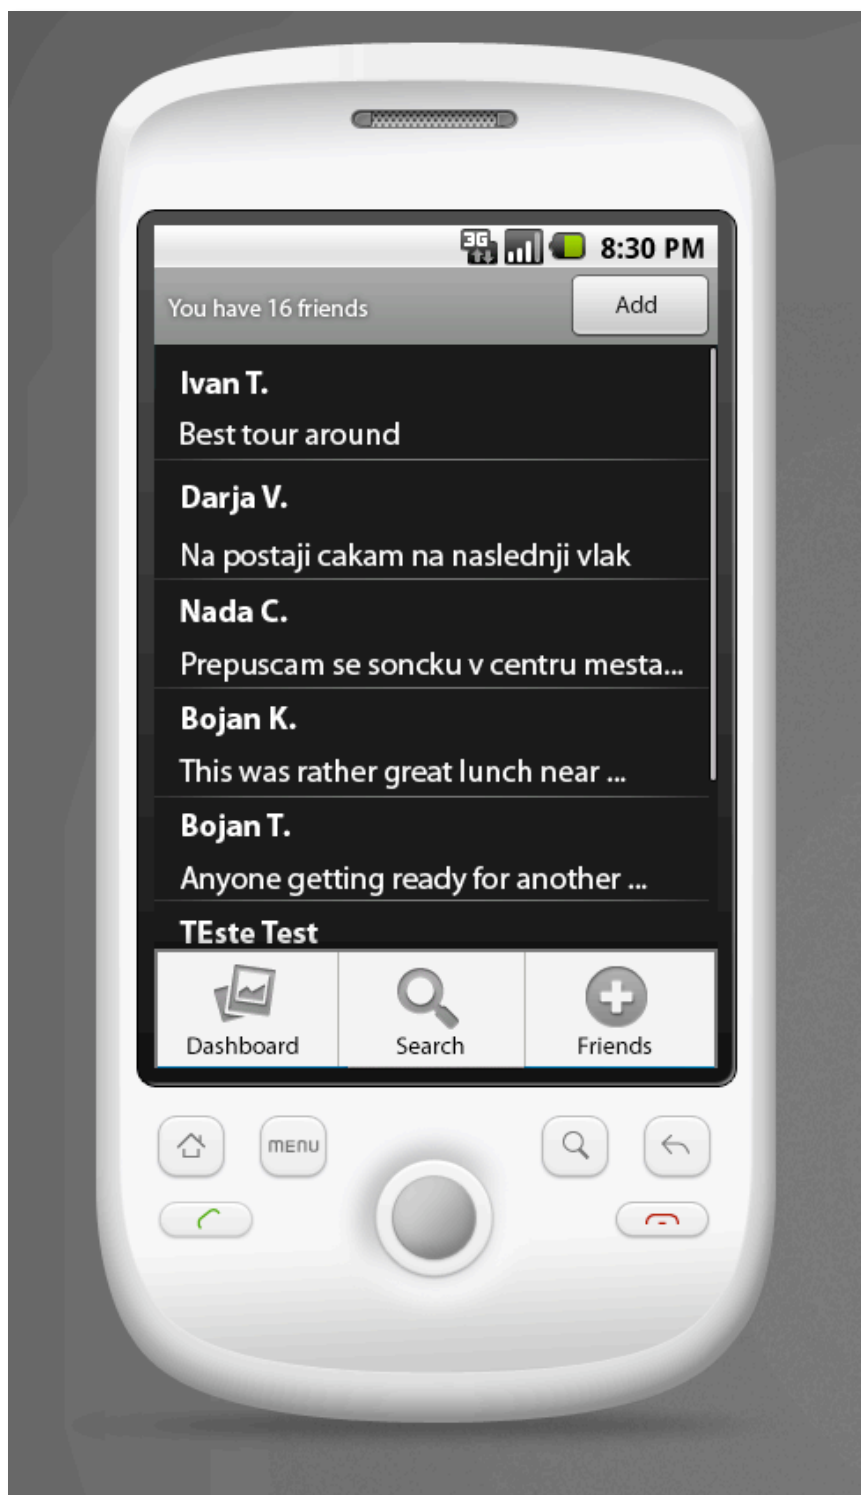 3G 8:30 PM
You have 16 friends Add
Ivan T.
Best tour around
Darja V.
Na postaji cakam na naslednji vlak
Nada C.
Prepuscam se soncku v centru mesta...
Bojan K.
This was rather great lunch near ...
Bojan T.
Anyone getting ready for another ...
TEste Test
Dashboard Search Friends
MENU